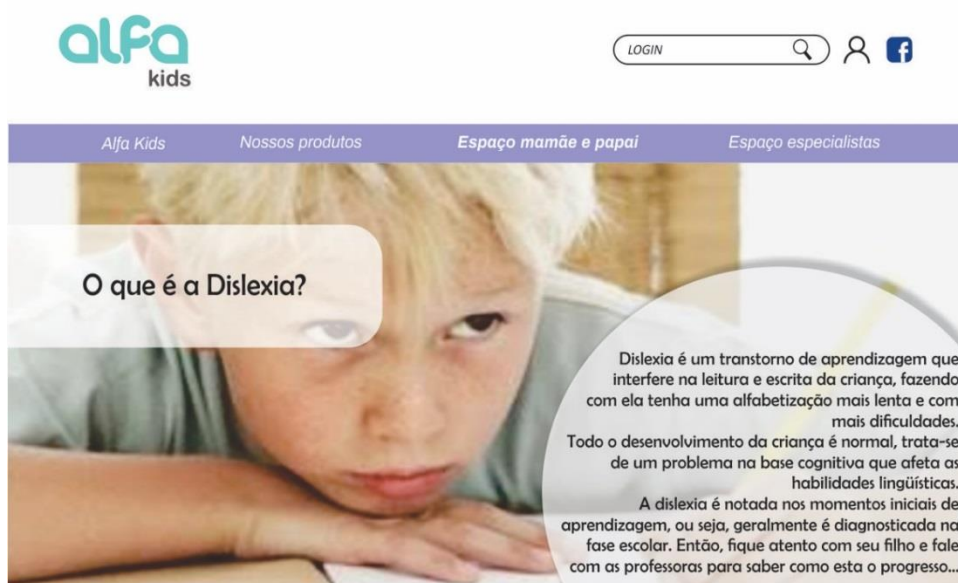 alfa
kids
LOGIN
Alfa Kids Nossos produtos Espaço mamãe e papai Espaço especialistas
O que é a Dislexia?
Dislexia é um transtorno de aprendizagem que
interfere na leitura e escrita da criança, fazendo
com ela tenha uma alfabetização mais lenta e com
mais dificuldades.
Todo o desenvolvimento da criança é normal, trata-se
de um problema na base cognitiva que afeta as
habilidades lingüísticas.
A dislexia é notada nos momentos iniciais de
aprendizagem, ou seja, geralmente é diagnosticada na
fase escolar. Então, fique atento com seu filho e fale
com as professoras para saber como esta o progresso...